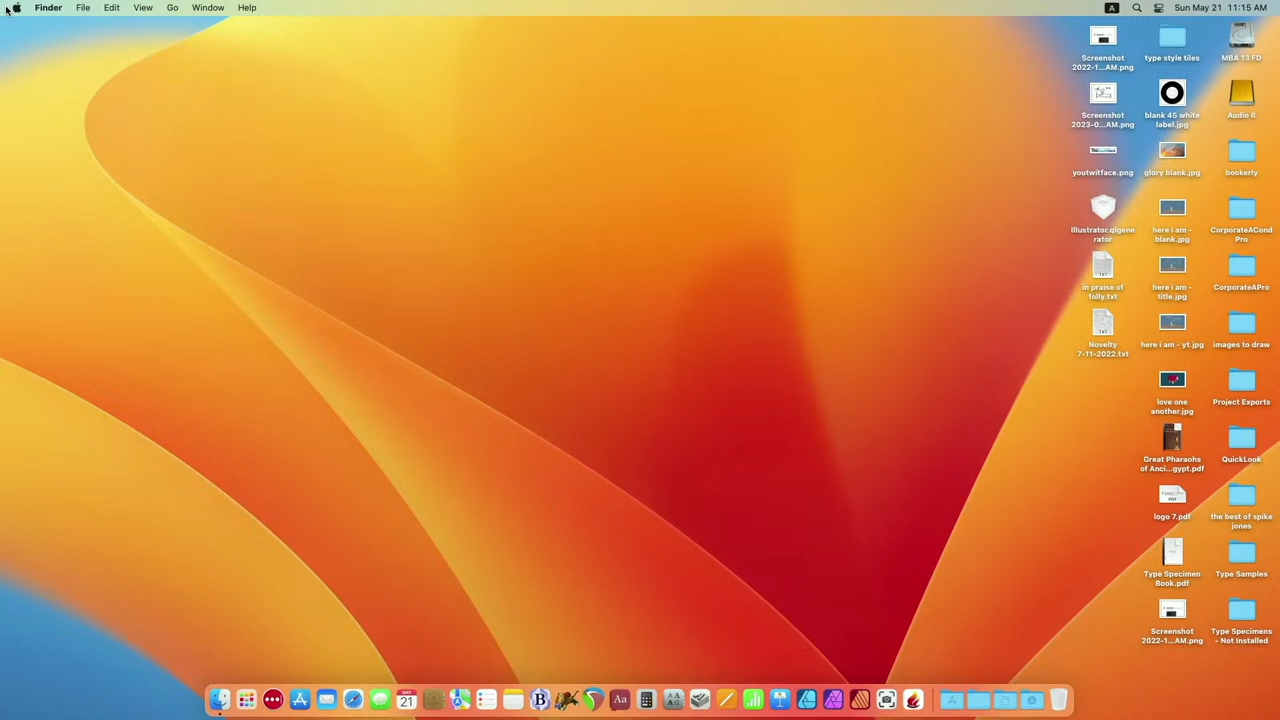 Finder File Edit View Go Window Help A Sun May 21 11:15 AM
Screenshot
2022-1...AM.png
type style tiles
MBA 13 FD
Screenshot
2023-0...AM.png
blank 45 white
label.jpg
Audio II
youtwitface.png
glory blank.jpg
bookerly
Illustrator.qlgene
rator
here i am -
blank.jpg
CorporateACond
Pro
in praise of
folly.txt
here i am -
title.jpg
CorporateAPro
Novelty
7-11-2022.txt
here i am - yt.jpg
images to draw
love one
another.jpg
Project Exports
Great Pharaohs
of Anci...gypt.pdf
QuickLook
logo 7.pdf
the best of spike
jones
Type Specimen
Book.pdf
Type Samples
Screenshot
2022-1...AM.png
Type Specimens
- Not Installed
MAY
21
B
Aa